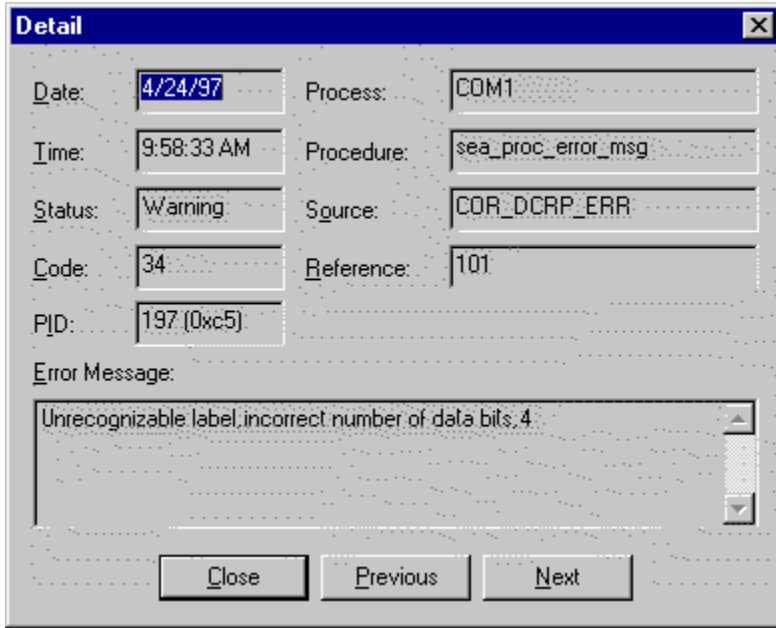 Detail
Date: 4/24/97 Process: COM1
Time: 9:58:33 AM Procedure: sea_proc_error_msg
Status: Warning Source: COR_DCRP_ERR
Code: 34 Reference: 101
PID: 197 (0xc5)
Error Message:
Unrecognizable label,incorrect number of data bits,4
Close Previous Next